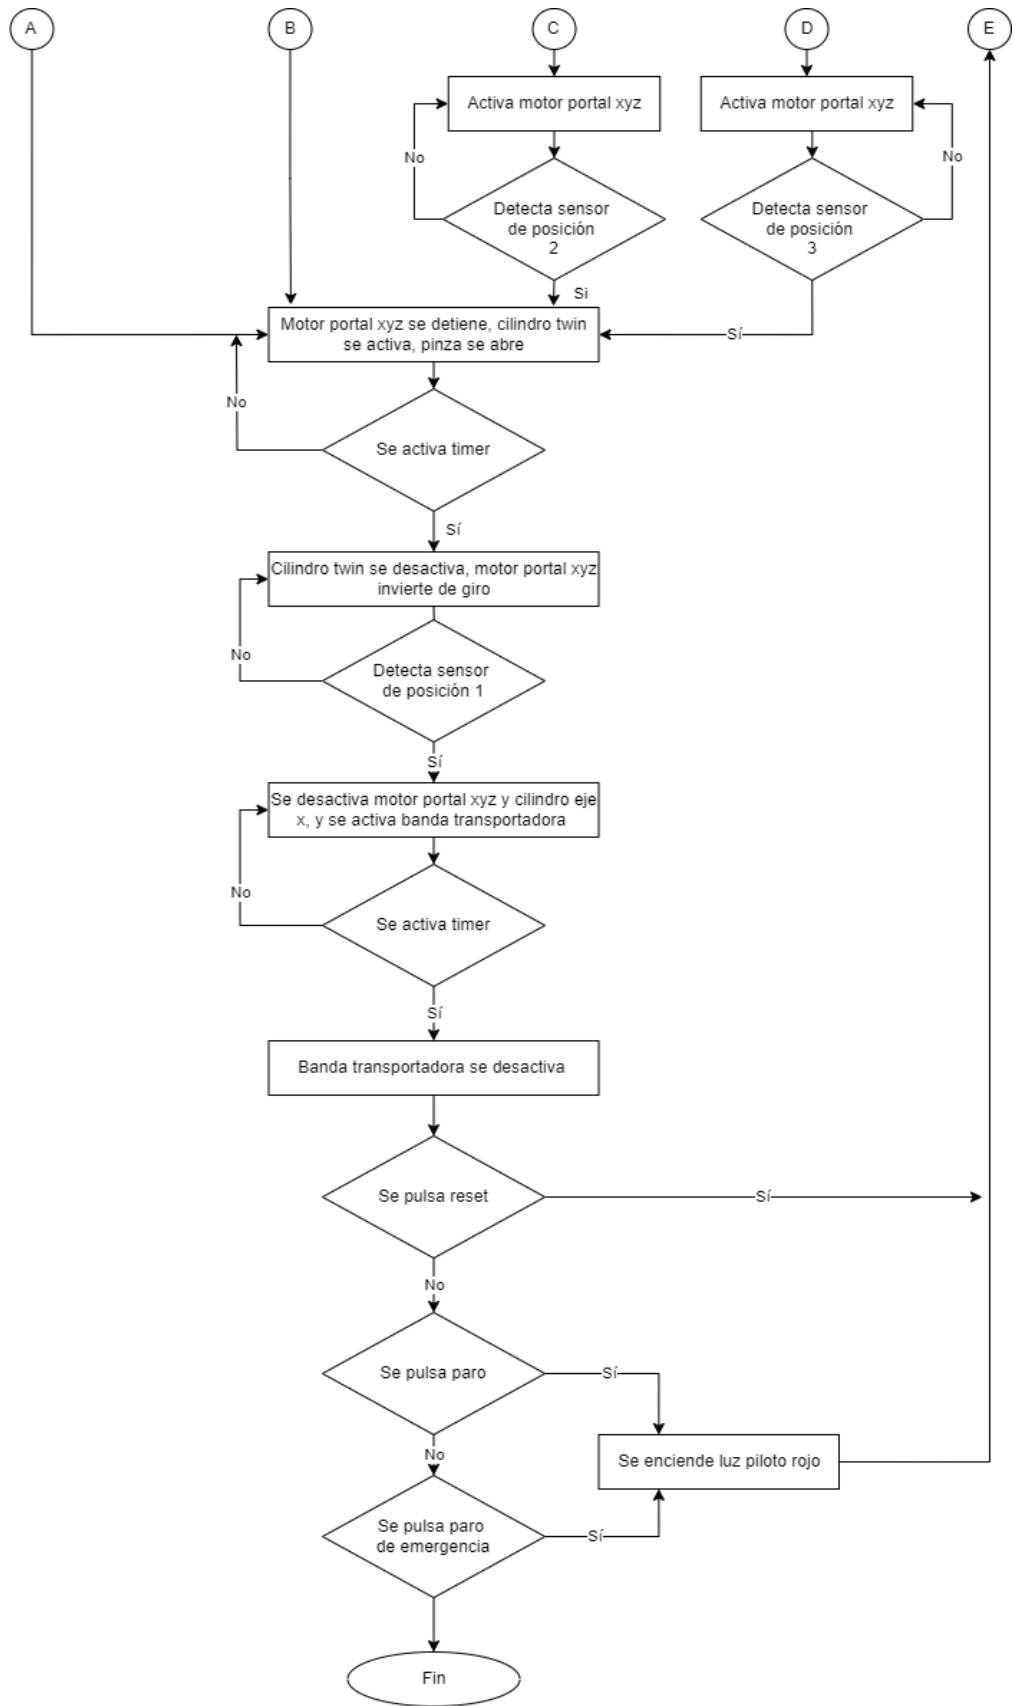 A
B
C
D
E
Activa motor portal xyz
Activa motor portal xyz
No
No
Detecta sensor
de posición
2
Detecta sensor
de posición
3
Si
Motor portal xyz se detiene, cilindro twin
se activa, pinza se abre
Sí
No
Se activa timer
Sí
Cilindro twin se desactiva, motor portal xyz
invierte de giro
No
Detecta sensor
de posición 1
Sí
Se desactiva motor portal xyz y cilindro eje
x, y se activa banda transportadora
No
Se activa timer
Sí
Banda transportadora se desactiva
Se pulsa reset
Sí
No
Se pulsa paro
Sí
No
Se enciende luz piloto rojo
Se pulsa paro
de emergencia
Sí
Fin